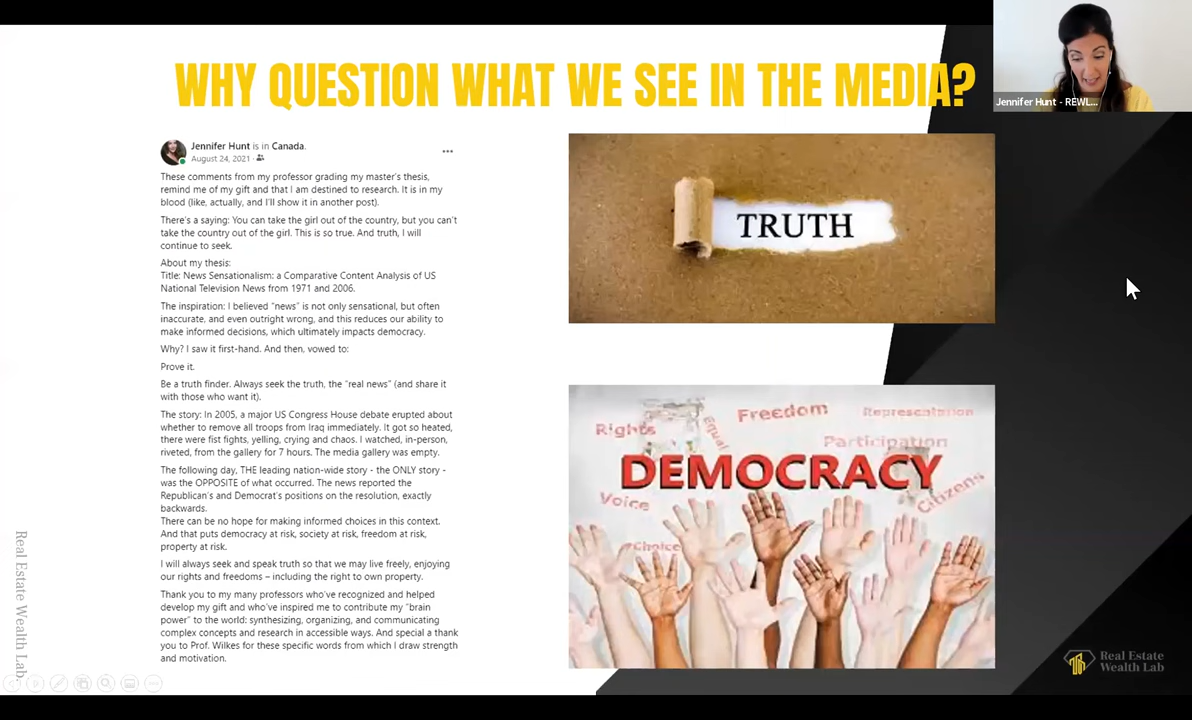 WHY QUESTION WHAT WE SEE IN THE MEDIA?
Jennifer Hunt - REWL...
Jennifer Hunt is in Canada.
August 24, 2021 ·
These comments from my professor grading my master's thesis,
remind me of my gift and that I am destined to research. It is in my
blood (like, actually, and I'll show it in another post).
There's a saying: You can take the girl out of the country, but you can't
take the country out of the girl. This is so true. And truth, I will
continue to seek.
About my thesis:
Title: News Sensationalism: a Comparative Content Analysis of US
National Television News from 1971 and 2006.
The inspiration: I believed "news" is not only sensational, but often
inaccurate, and even outright wrong, and this reduces our ability to
make informed decisions, which ultimately impacts democracy.
Why? I saw it first-hand. And then, vowed to:
Prove it.
Be a truth finder. Always seek the truth, the "real news" (and share it
with those who want it).
The story: In 2005, a major US Congress House debate erupted about
whether to remove all troops from Iraq immediately. It got so heated,
there were fist fights, yelling, crying and chaos. I watched, in-person,
riveted, from the gallery for 7 hours. The media gallery was empty.
The following day, THE leading nation-wide story - the ONLY story -
was the OPPOSITE of what occurred. The news reported the
Republican's and Democrat's positions on the resolution, exactly
backwards.
There can be no hope for making informed choices in this context.
And that puts democracy at risk, society at risk, freedom at risk,
property at risk.
I will always seek and speak truth so that we may live freely, enjoying
our rights and freedoms – including the right to own property.
Thank you to my many professors who've recognized and helped
develop my gift and who've inspired me to contribute my "brain
power" to the world: synthesizing, organizing, and communicating
complex concepts and research in accessible ways. And special a thank
you to Prof. Wilkes for these specific words from which I draw strength
and motivation.
TRUTH
Freedom
Representation
Rights
Equal
Participation
DEMOCRACY
Voice
Citizens
Choice
Real Estate Wealth Lab.
Real Estate
Wealth Lab